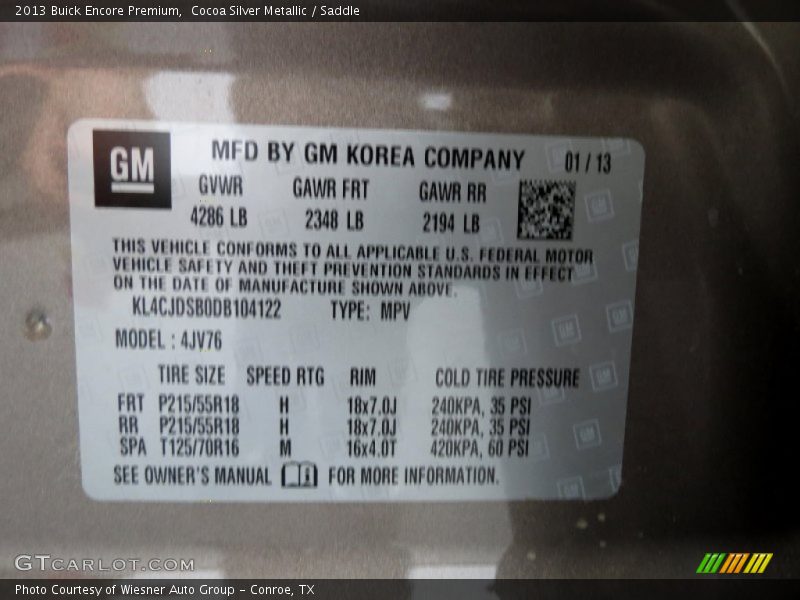 2013 Buick Encore Premium,  Cocoa Silver Metallic / Saddle
GM
MFD BY GM KOREA COMPANY 01 / 13
GVWR GAWR FRT GAWR RR
4286 LB 2348 LB 2194 LB
THIS VEHICLE CONFORMS TO ALL APPLICABLE U.S. FEDERAL MOTOR
VEHICLE SAFETY AND THEFT PREVENTION STANDARDS IN EFFECT
ON THE DATE OF MANUFACTURE SHOWN ABOVE.
KL4CJDSB0DB104122 TYPE: MPV
MODEL : 4JV76
TIRE SIZE SPEED RTG RIM COLD TIRE PRESSURE
FRT P215/55R18 H 18x7.0J 240KPA, 35 PSI
RR P215/55R18 H 18x7.0J 240KPA, 35 PSI
SPA T125/70R16 M 16x4.0T 420KPA, 60 PSI
SEE OWNER'S MANUAL FOR MORE INFORMATION.
GTCARLOT.COM
Photo Courtesy of Wiesner Auto Group - Conroe, TX